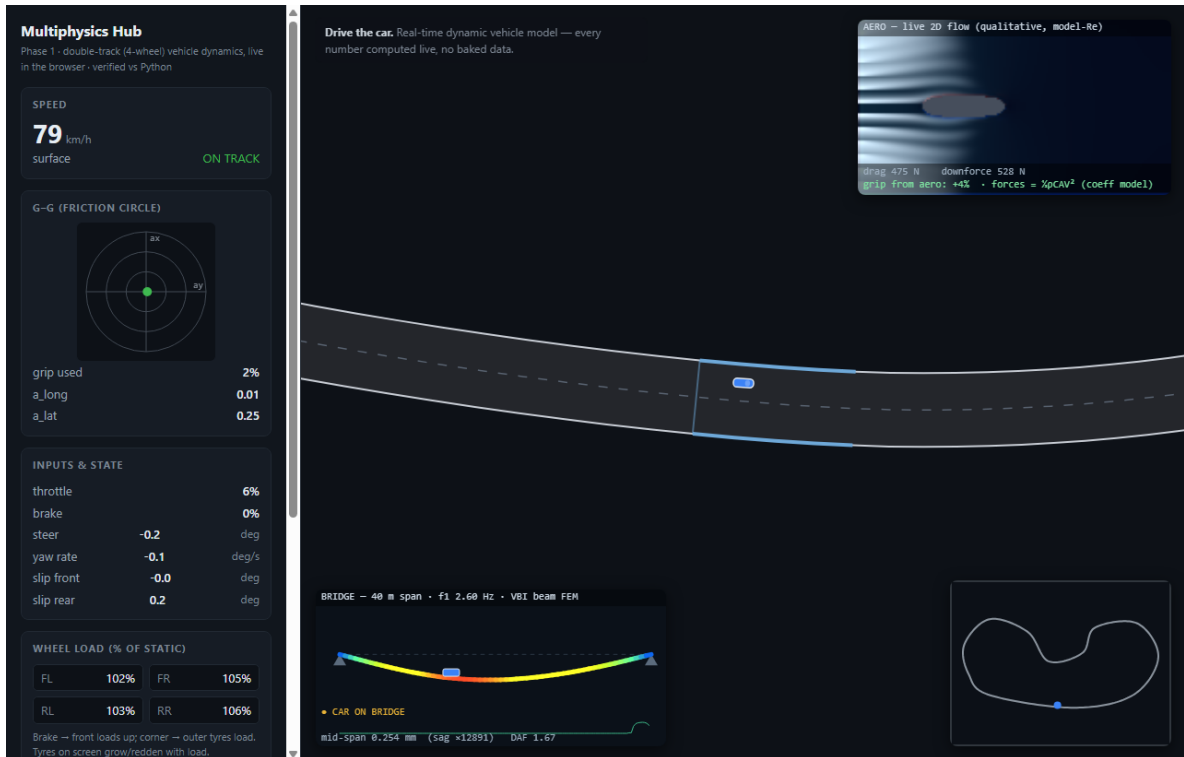 Multiphysics Hub
Phase 1 · double-track (4-wheel) vehicle dynamics, live
in the browser · verified vs Python
SPEED
79 km/h
surface ON TRACK
G–G (FRICTION CIRCLE)
ax
ay
grip used 2%
a_long 0.01
a_lat 0.25
INPUTS & STATE
throttle 6%
brake 0%
steer -0.2 deg
yaw rate -0.1 deg/s
slip front -0.0 deg
slip rear 0.2 deg
WHEEL LOAD (% OF STATIC)
FL 102% FR 105%
RL 103% RR 106%
Brake → front loads up; corner → outer tyres load.
Tyres on screen grow/redden with load.
Drive the car. Real-time dynamic vehicle model — every
number computed live, no baked data.
AERO — live 2D flow (qualitative, model-Re)
drag 475 N downforce 528 N
grip from aero: +4% · forces = ½ρCAV² (coeff model)
BRIDGE — 40 m span · f1 2.60 Hz · VBI beam FEM
● CAR ON BRIDGE
mid-span 0.254 mm (sag ×12891) DAF 1.67